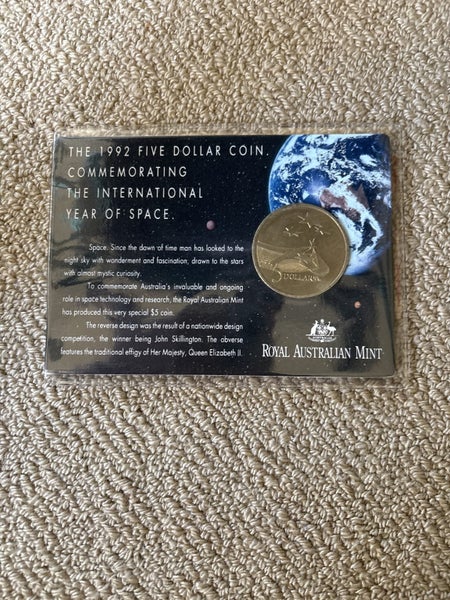 THE 1992 FIVE DOLLAR COIN.
COMMEMORATING
THE INTERNATIONAL
YEAR OF SPACE.
Space. Since the dawn of time man has looked to the
night sky with wonderment and fascination, drawn to the stars
with almost mystic curiosity.
To commemorate Australia's invaluable and ongoing
role in space technology and research, the Royal Australian Mint
has produced this very special $5 coin.
The reverse design was the result of a nationwide design
competition, the winner being John Skillington. The obverse
features the traditional effigy of Her Majesty, Queen Elizabeth II.
5 DOLLARS
ROYAL AUSTRALIAN MINT